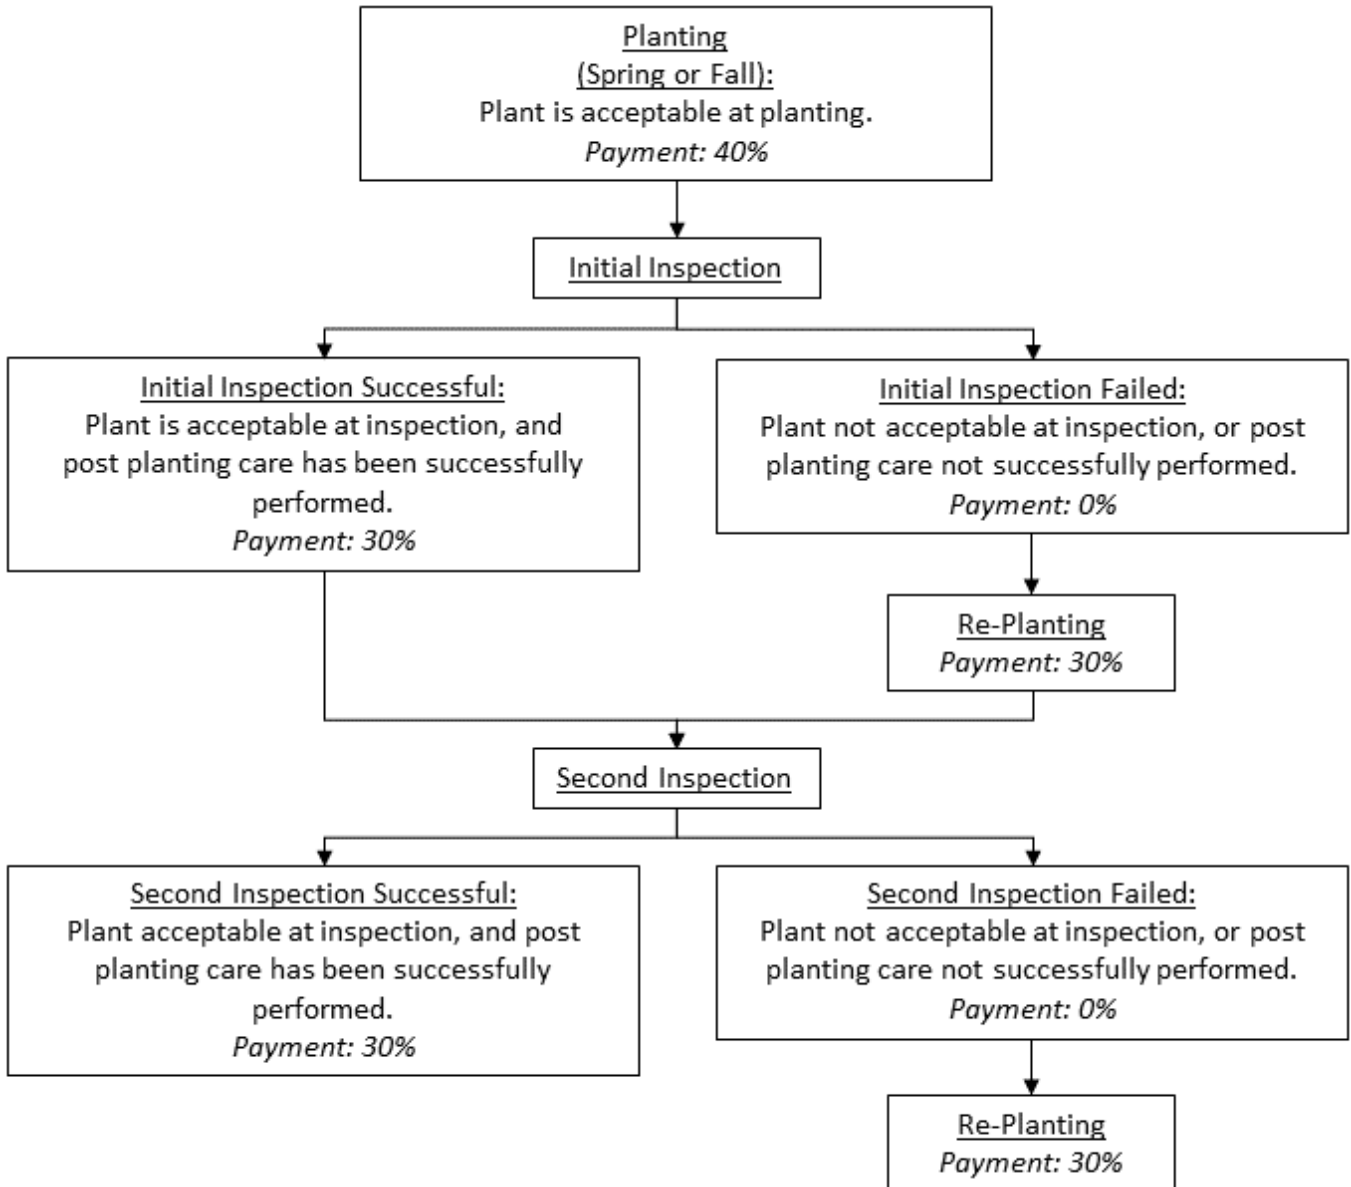 Planting
(Spring or Fall):
Plant is acceptable at planting.
Payment: 40%
Initial Inspection
Initial Inspection Successful:
Plant is acceptable at inspection, and
post planting care has been successfully
performed.
Payment: 30%
Initial Inspection Failed:
Plant not acceptable at inspection, or post
planting care not successfully performed.
Payment: 0%
Re-Planting
Payment: 30%
Second Inspection
Second Inspection Successful:
Plant acceptable at inspection, and post
planting care has been successfully
performed.
Payment: 30%
Second Inspection Failed:
Plant not acceptable at inspection, or post
planting care not successfully performed.
Payment: 0%
Re-Planting
Payment: 30%